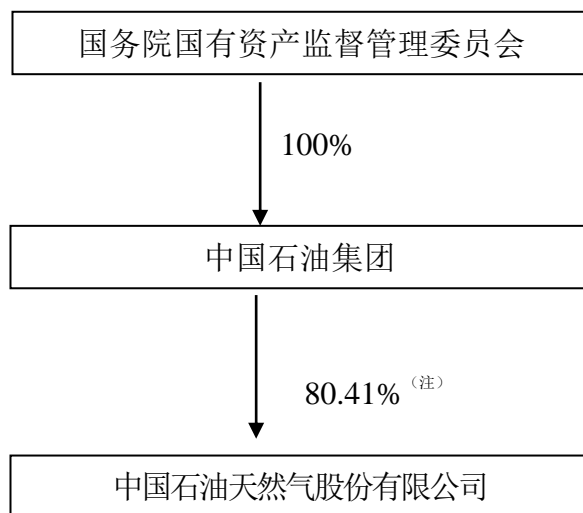 国务院国有资产监督管理委员会
100%
中国石油集团
80.41%（注）
中国石油天然气股份有限公司